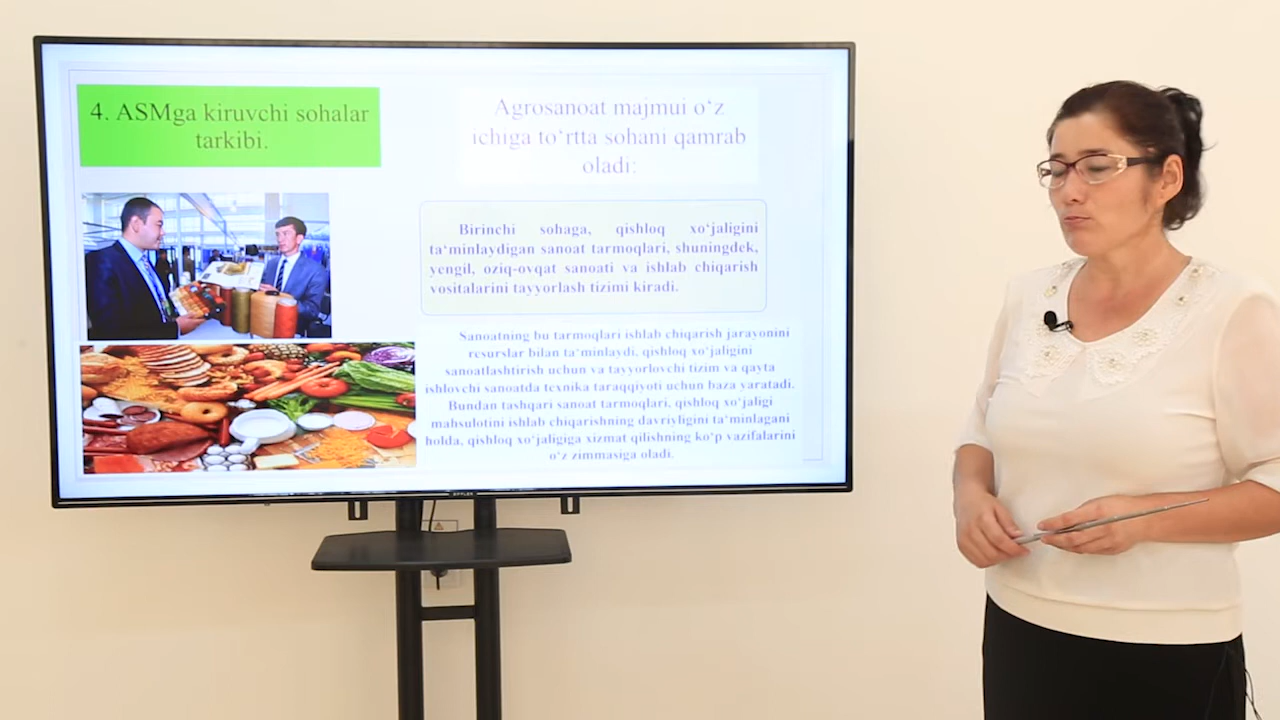 4. ASMga kiruvchi sohalar
tarkibi.
Agrosanoat majmui o‘z
ichiga to‘rtta sohani qamrab
oladi:
Birinchi sohaga, qishloq xo‘jaligini
ta‘minlaydigan sanoat tarmoqlari, shuningdek,
yengil, oziq-ovqat sanoati va ishlab chiqarish
vositalarini tayyorlash tizimi kiradi.
Sanoatning bu tarmoqlari ishlab chiqarish jarayonini
resurslar bilan ta‘minlaydi, qishloq xo‘jaligini
sanoatlashtirish uchun va tayyorlovchi tizim va qayta
ishlovchi sanoatda texnika taraqqiyoti uchun baza yaratadi.
Bundan tashqari sanoat tarmoqlari, qishloq xo‘jaligi
mahsulotini ishlab chiqarishning davriyligini ta‘minlagani
holda, qishloq xo‘jaligiga xizmat qilishning ko‘p vazifalarini
o‘z zimmasiga oladi.